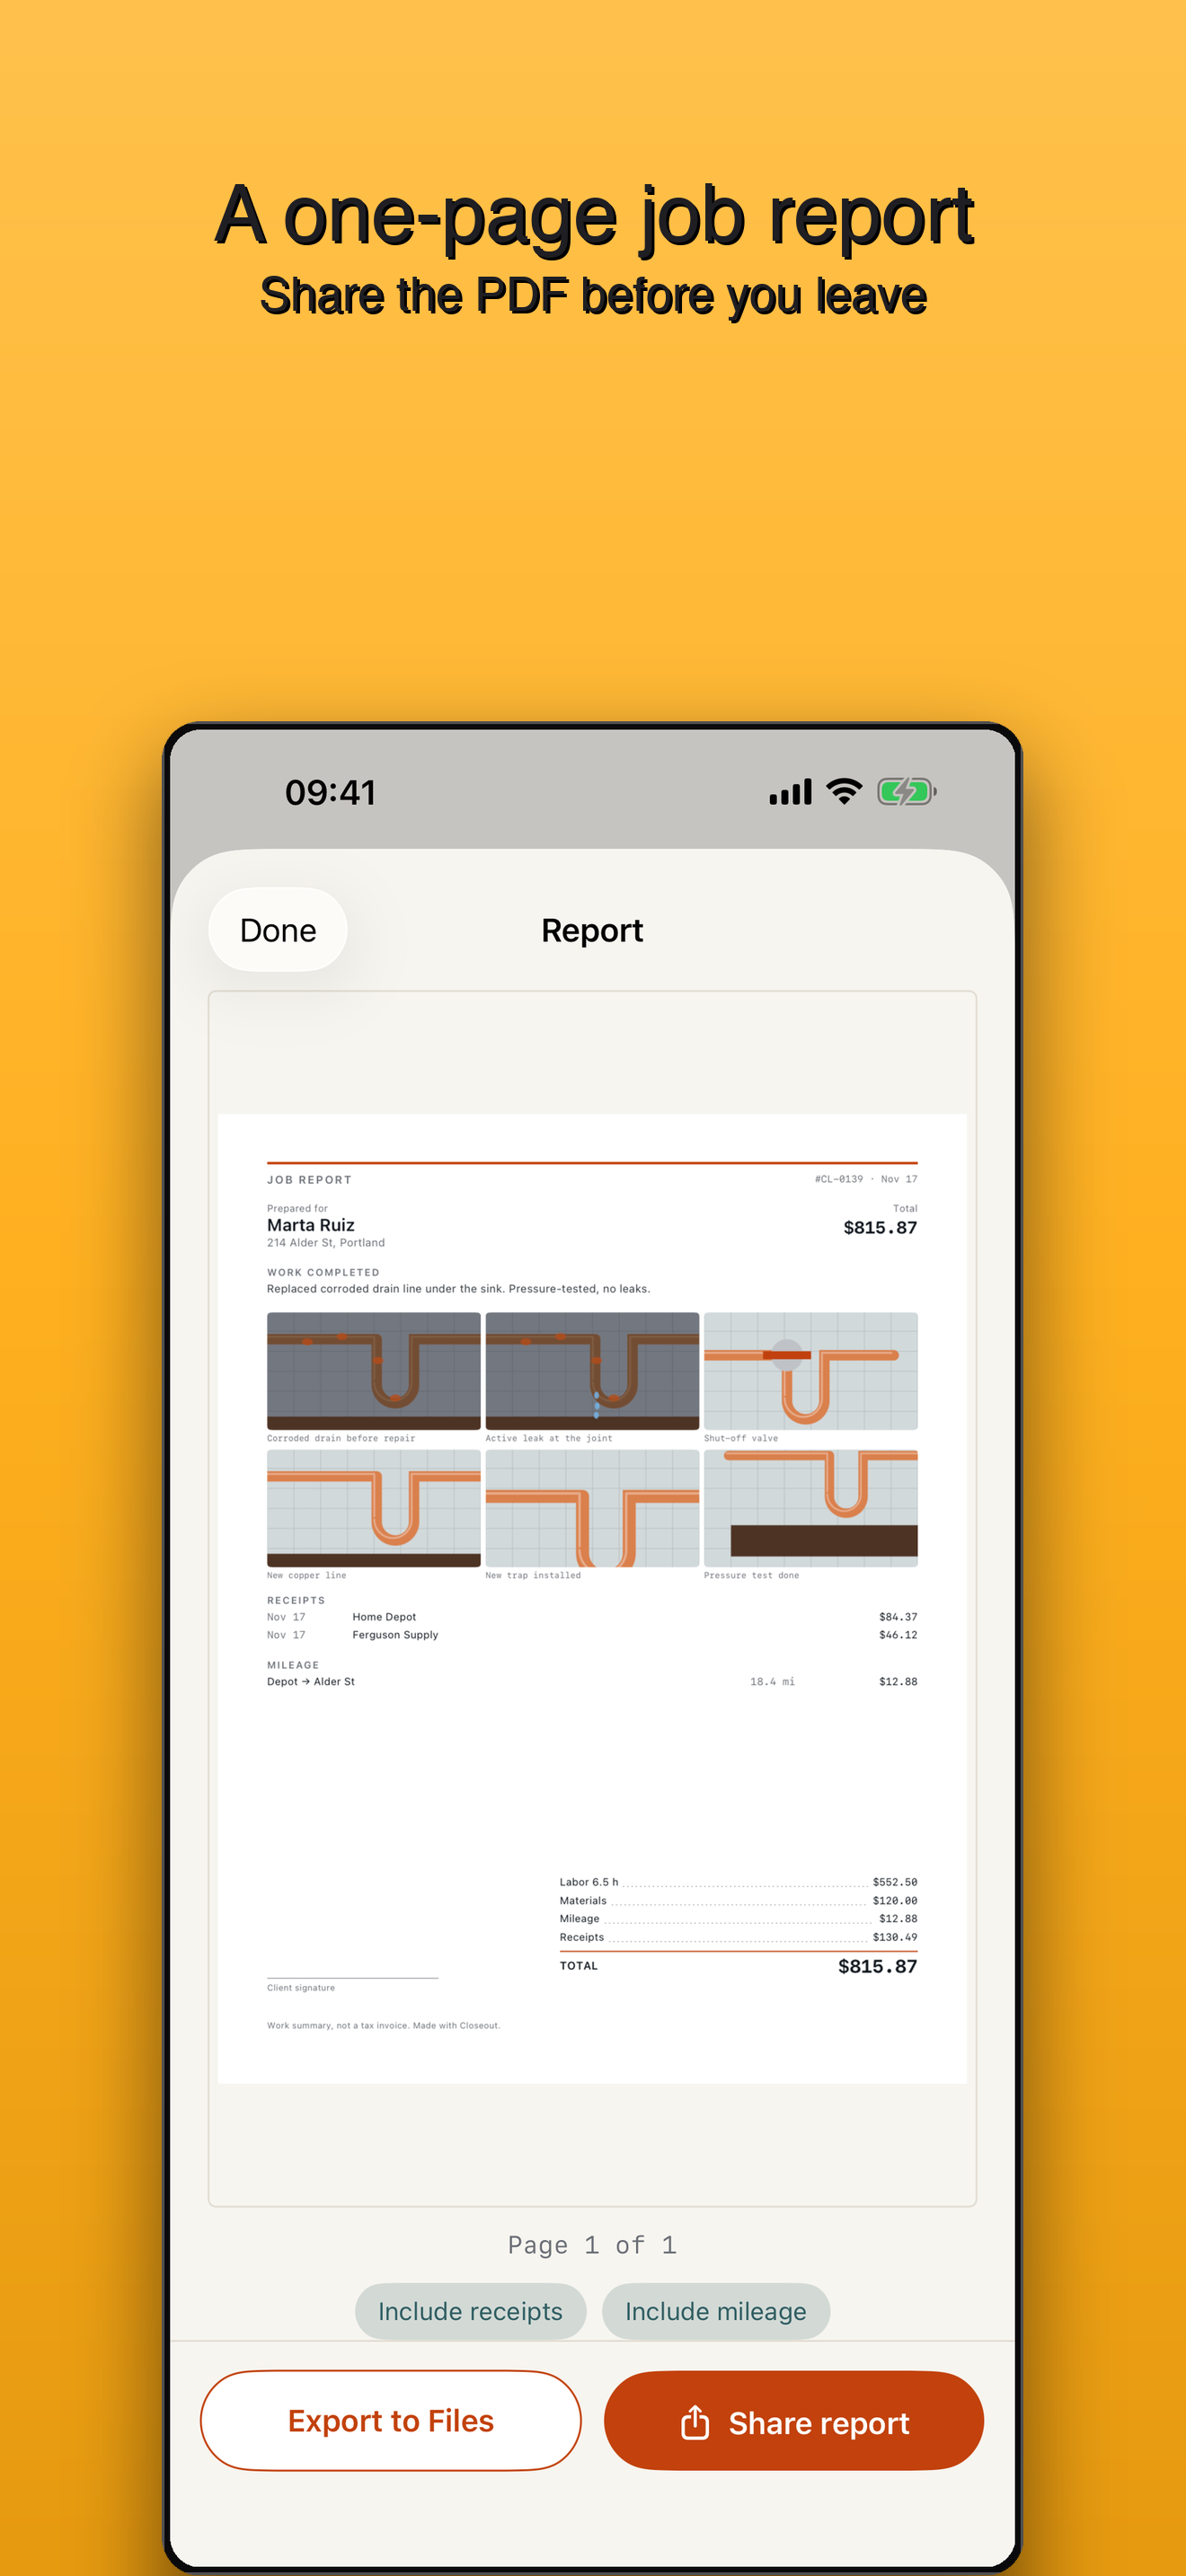 A one-page job report
Share the PDF before you leave
09:41
Done
Report
JOB REPORT
#CL-0139 · Nov 17
Prepared for
Total
Marta Ruiz
$815.87
214 Alder St, Portland
WORK COMPLETED
Replaced corroded drain line under the sink. Pressure-tested, no leaks.
Corroded drain before repair
Active leak at the joint
Shut-off valve
New copper line
New trap installed
Pressure test done
RECEIPTS
Nov 17 Home Depot $84.37
Nov 17 Ferguson Supply $46.12
MILEAGE
Depot → Alder St 18.4 mi $12.88
Labor 6.5 h $552.50
Materials $120.00
Mileage $12.88
Receipts $130.49
TOTAL $815.87
Client signature
Work summary, not a tax invoice. Made with Closeout.
Page 1 of 1
Include receipts
Include mileage
Export to Files
Share report